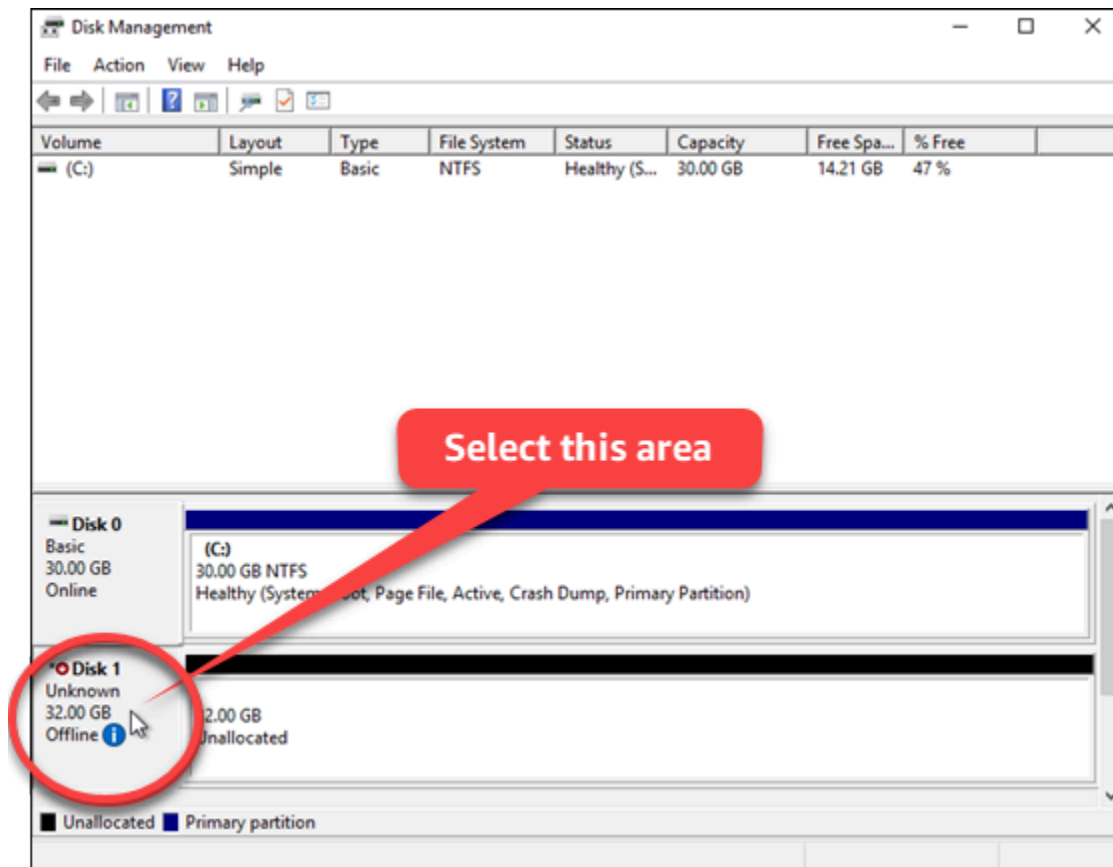 Disk Management
File Action View Help
Volume Layout Type File System Status Capacity Free Spa... % Free
(C:) Simple Basic NTFS Healthy (S... 30.00 GB 14.21 GB 47 %
Select this area
Disk 0
Basic
30.00 GB
Online
(C:)
30.00 GB NTFS
Healthy (System, Page File, Active, Crash Dump, Primary Partition)
Disk 1
Unknown
32.00 GB
Offline
2.00 GB
Unallocated
Unallocated Primary partition